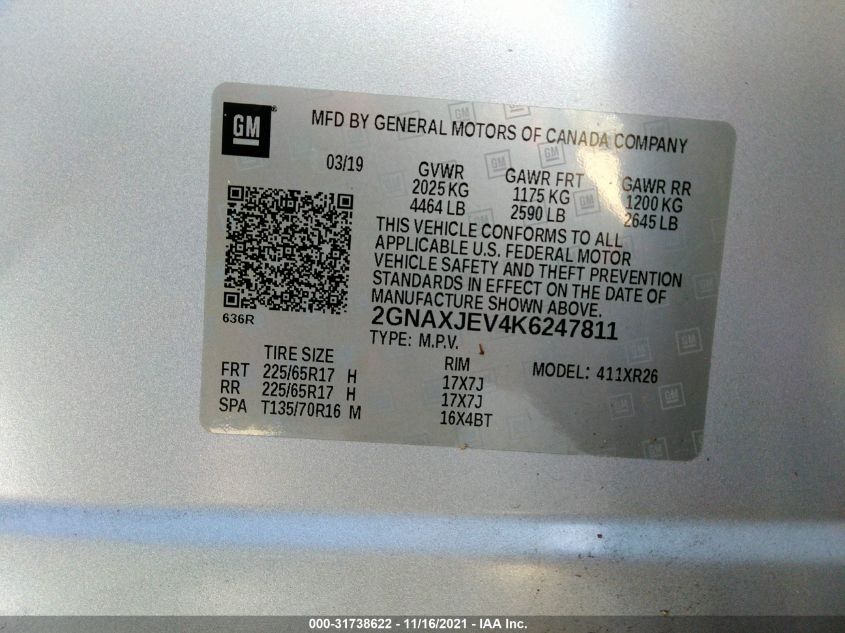 GM ®
MFD BY GENERAL MOTORS OF CANADA COMPANY
03/19 GVWR GAWR FRT GAWR RR
2025 KG 1175 KG 1200 KG
4464 LB 2590 LB 2645 LB
THIS VEHICLE CONFORMS TO ALL
APPLICABLE U.S. FEDERAL MOTOR
VEHICLE SAFETY AND THEFT PREVENTION
STANDARDS IN EFFECT ON THE DATE OF
MANUFACTURE SHOWN ABOVE.
636R
2GNAXJEV4K6247811
TYPE: M.P.V.
TIRE SIZE RIM MODEL: 411XR26
FRT 225/65R17 H 17X7J
RR 225/65R17 H 17X7J
SPA T135/70R16 M 16X4BT
000-31738622 - 11/16/2021 - IAA Inc.